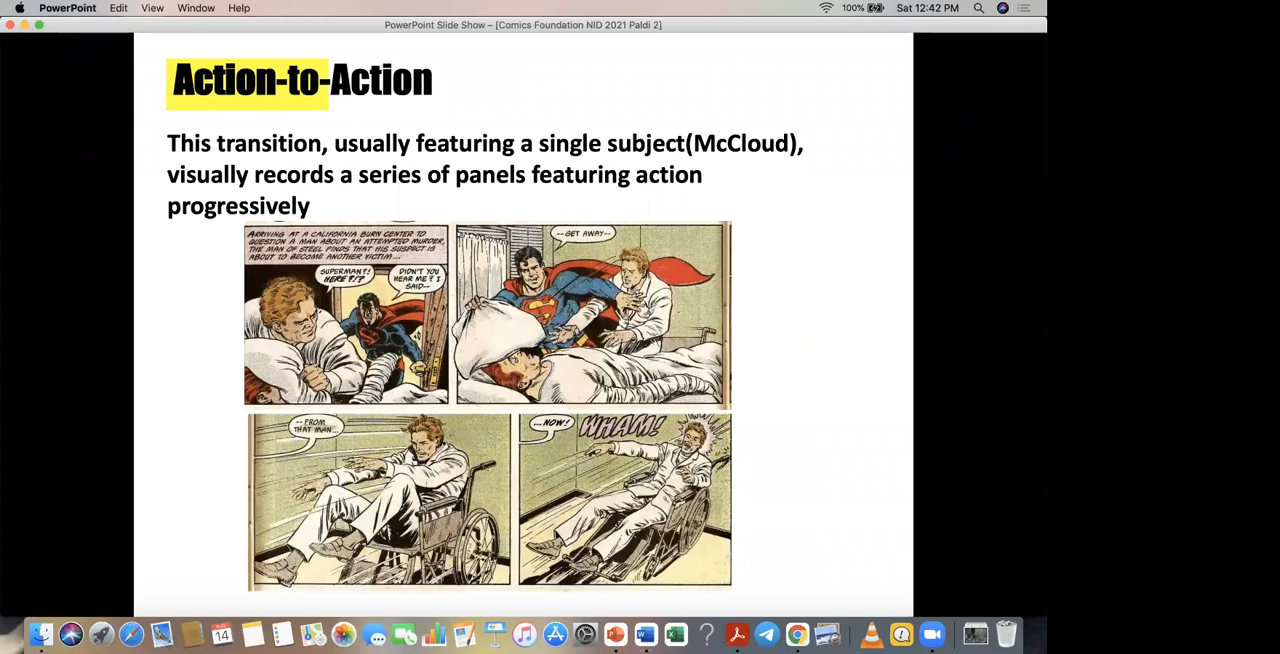 PowerPoint Edit View Window Help
100% Sat 12:42 PM
PowerPoint Slide Show – [Comics Foundation NID 2021 Paldi 2]
Action-to-Action
This transition, usually featuring a single subject(McCloud),
visually records a series of panels featuring action
progressively
ARRIVING AT A CALIFORNIA BURN CENTER TO
QUESTION A MAN ABOUT AN ATTEMPTED MURDER,
THE MAN OF STEEL FINDS THAT HIS SUSPECT IS
ABOUT TO BECOME ANOTHER VICTIM...
SUPERMAN?!
HERE?!?
DIDN'T YOU
HEAR ME? I
SAID--
--GET AWAY--
--FROM
THAT MAN...
...NOW!
WHAM!
14